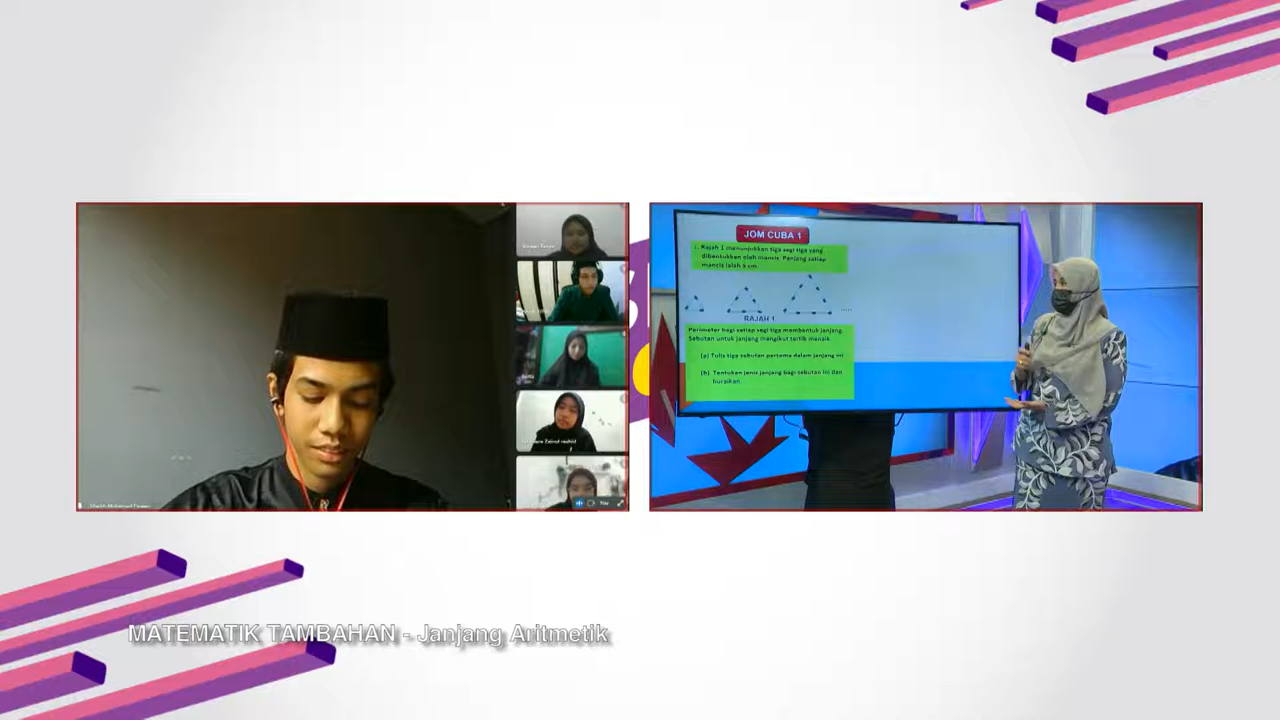 JOM CUBA 1
1. Rajah 1 menunjukkan tiga segi tiga yang
dibentukkan oleh mancis. Panjang setiap
mancis ialah 5 cm.
RAJAH 1
Perimeter bagi setiap segi tiga membentuk janjang.
Sebutan untuk janjang mengikut tertib menaik.
(a) Tulis tiga sebutan pertama dalam janjang ini
(b) Tentukan jenis janjang bagi sebutan ini dan
huraikan.
You
MATEMATIK TAMBAHAN - Janjang Aritmetik